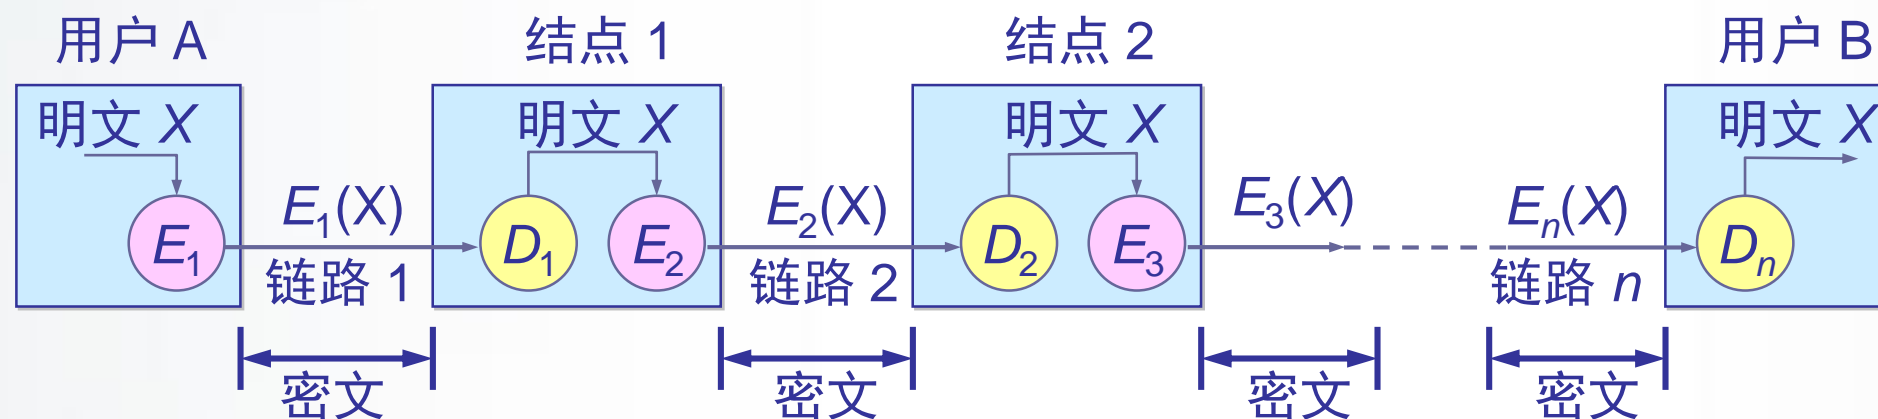 用户 A 结点 1 结点 2 用户 B
明文 X 明文 X 明文 X 明文 X
E1(X) E2(X) E3(X) En(X)
E1 D1 E2 D2 E3 Dn
链路 1 链路 2 链路 n
密文 密文 密文 密文